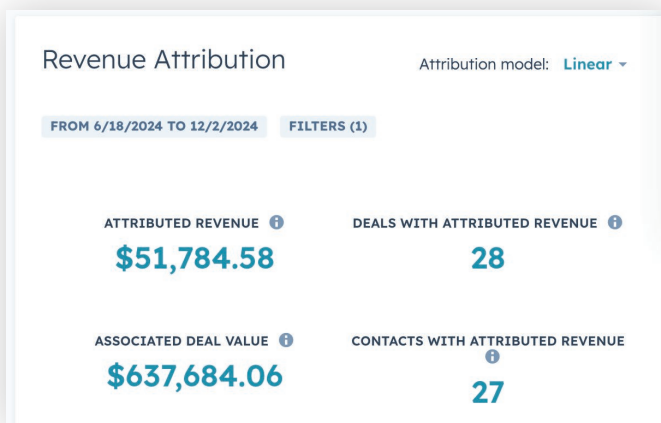 Revenue Attribution
Attribution model: Linear
FROM 6/18/2024 TO 12/2/2024
FILTERS (1)
ATTRIBUTED REVENUE
$51,784.58
DEALS WITH ATTRIBUTED REVENUE
28
ASSOCIATED DEAL VALUE
$637,684.06
CONTACTS WITH ATTRIBUTED REVENUE
27